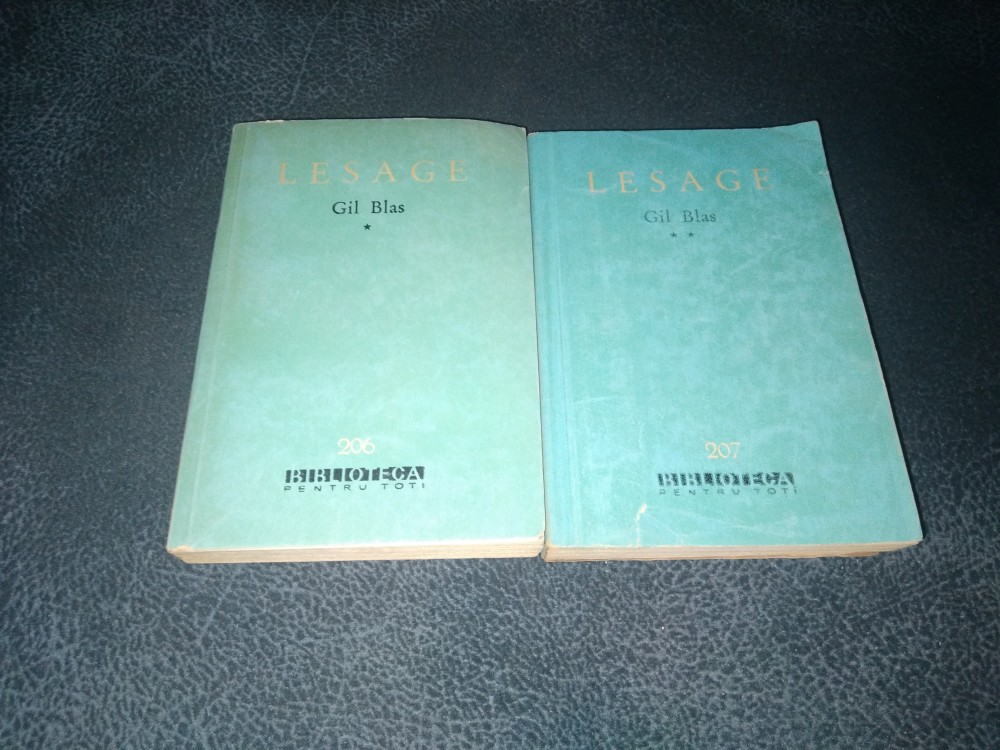 LESAGE
Gil Blas
★
206
BIBLIOTECA
PENTRU TOTI
LESAGE
Gil Blas
★ ★
207
BIBLIOTECA
PENTRU TOTI